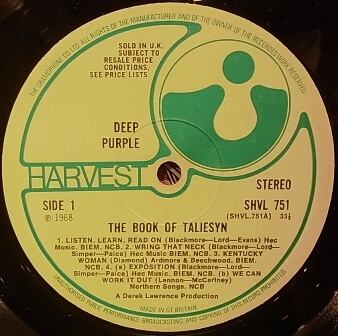 THE GRAMOPHONE CO. LTD. ALL RIGHTS OF THE MANUFACTURER AND OF THE OWNER OF THE RECORDED WORK RESERVED
SOLD IN U.K.
SUBJECT TO
RESALE PRICE
CONDITIONS,
SEE PRICE LISTS
DEEP
PURPLE
HARVEST
STEREO
SIDE 1
SHVL 751
℗ 1968
(SHVL.751A) 33⅓
THE BOOK OF TALIESYN
1. LISTEN, LEARN, READ ON (Blackmore—Lord—Evans) Hec
Music. BIEM. NCB. 2. WRING THAT NECK (Blackmore—Lord—
Simper—Paice) Hec Music. BIEM. NCB. 3. KENTUCKY
WOMAN (Diamond) Ardmore & Beechwood. BIEM.
NCB. 4. (a) EXPOSITION (Blackmore—Lord—
Simper—Paice) Hec Music. BIEM. NCB. (b) WE CAN
WORK IT OUT (Lennon—McCartney)
Northern Songs. NCB
A Derek Lawrence Production
MADE IN GT BRITAIN
UNAUTHORISED PUBLIC PERFORMANCE BROADCASTING AND COPYING OF THIS RECORD PROHIBITED